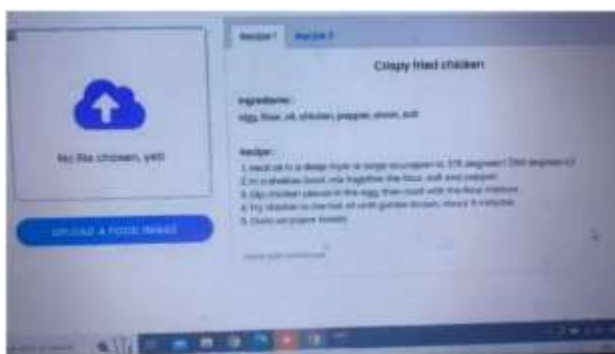 Recipe 1 Recipe 2
Crispy fried chicken
No file chosen, yet!
UPLOAD A FOOD IMAGE
Ingredients:
egg, flour, oil, chicken, pepper, onion, salt
Recipe:
1. Heat oil in a deep fryer or large saucepan to 375 degrees F (190 degrees C)
2. In a shallow bowl, mix together the flour, salt and pepper
3. Dip chicken pieces in the egg, then coat with the flour mixture
4. Fry chicken in the hot oil until golden brown, about 5 minutes
5. Drain on paper towels